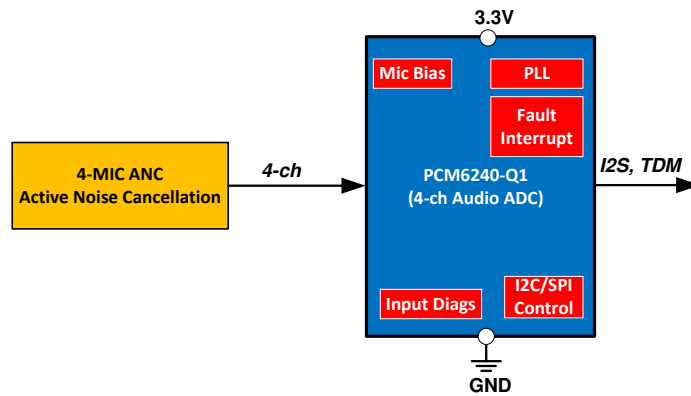 3.3V
Mic Bias
PLL
Fault
Interrupt
4-MIC ANC
Active Noise Cancellation
4-ch
PCM6240-Q1
(4-ch Audio ADC)
I2S, TDM
Input Diags
I2C/SPI
Control
GND